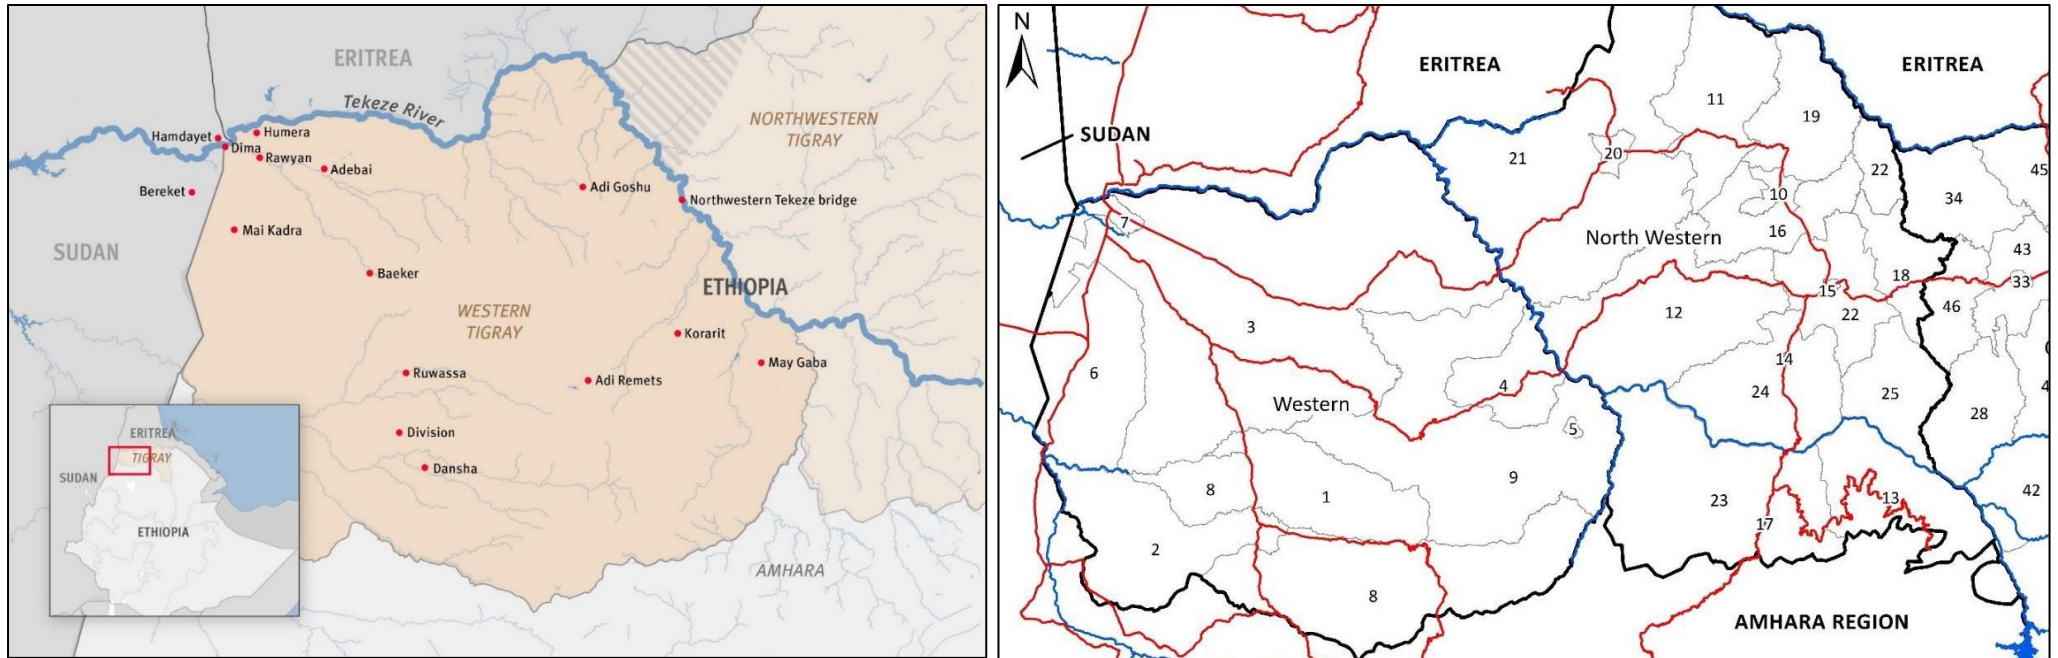 ERITREA
Tekeze River
NORTHWESTERN
TIGRAY
Hamdayet
Humera
Dima
Rawyan
Adebai
Bereket
Adi Goshu
Northwestern Tekeze bridge
Mai Kadra
SUDAN
Baeker
ETHIOPIA
WESTERN
TIGRAY
Korarit
May Gaba
Ruwassa
Adi Remets
Division
Dansha
AMHARA
ERITREA
TIGRAY
SUDAN
ETHIOPIA
N
ERITREA
ERITREA
SUDAN
11
19
21
20
22
45
34
10
7
16
North Western
43
18
33
15
46
12
22
3
14
6
4
24
25
Western
28
4
5
8
1
9
23
13
42
17
2
8
AMHARA REGION